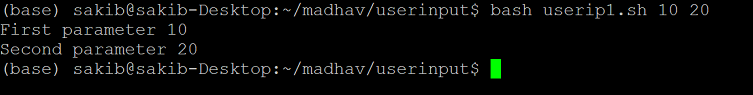 (base) sakib@sakib-Desktop:~/madhav/userinput$ bash userip1.sh 10 20
First parameter 10
Second parameter 20
(base) sakib@sakib-Desktop:~/madhav/userinput$